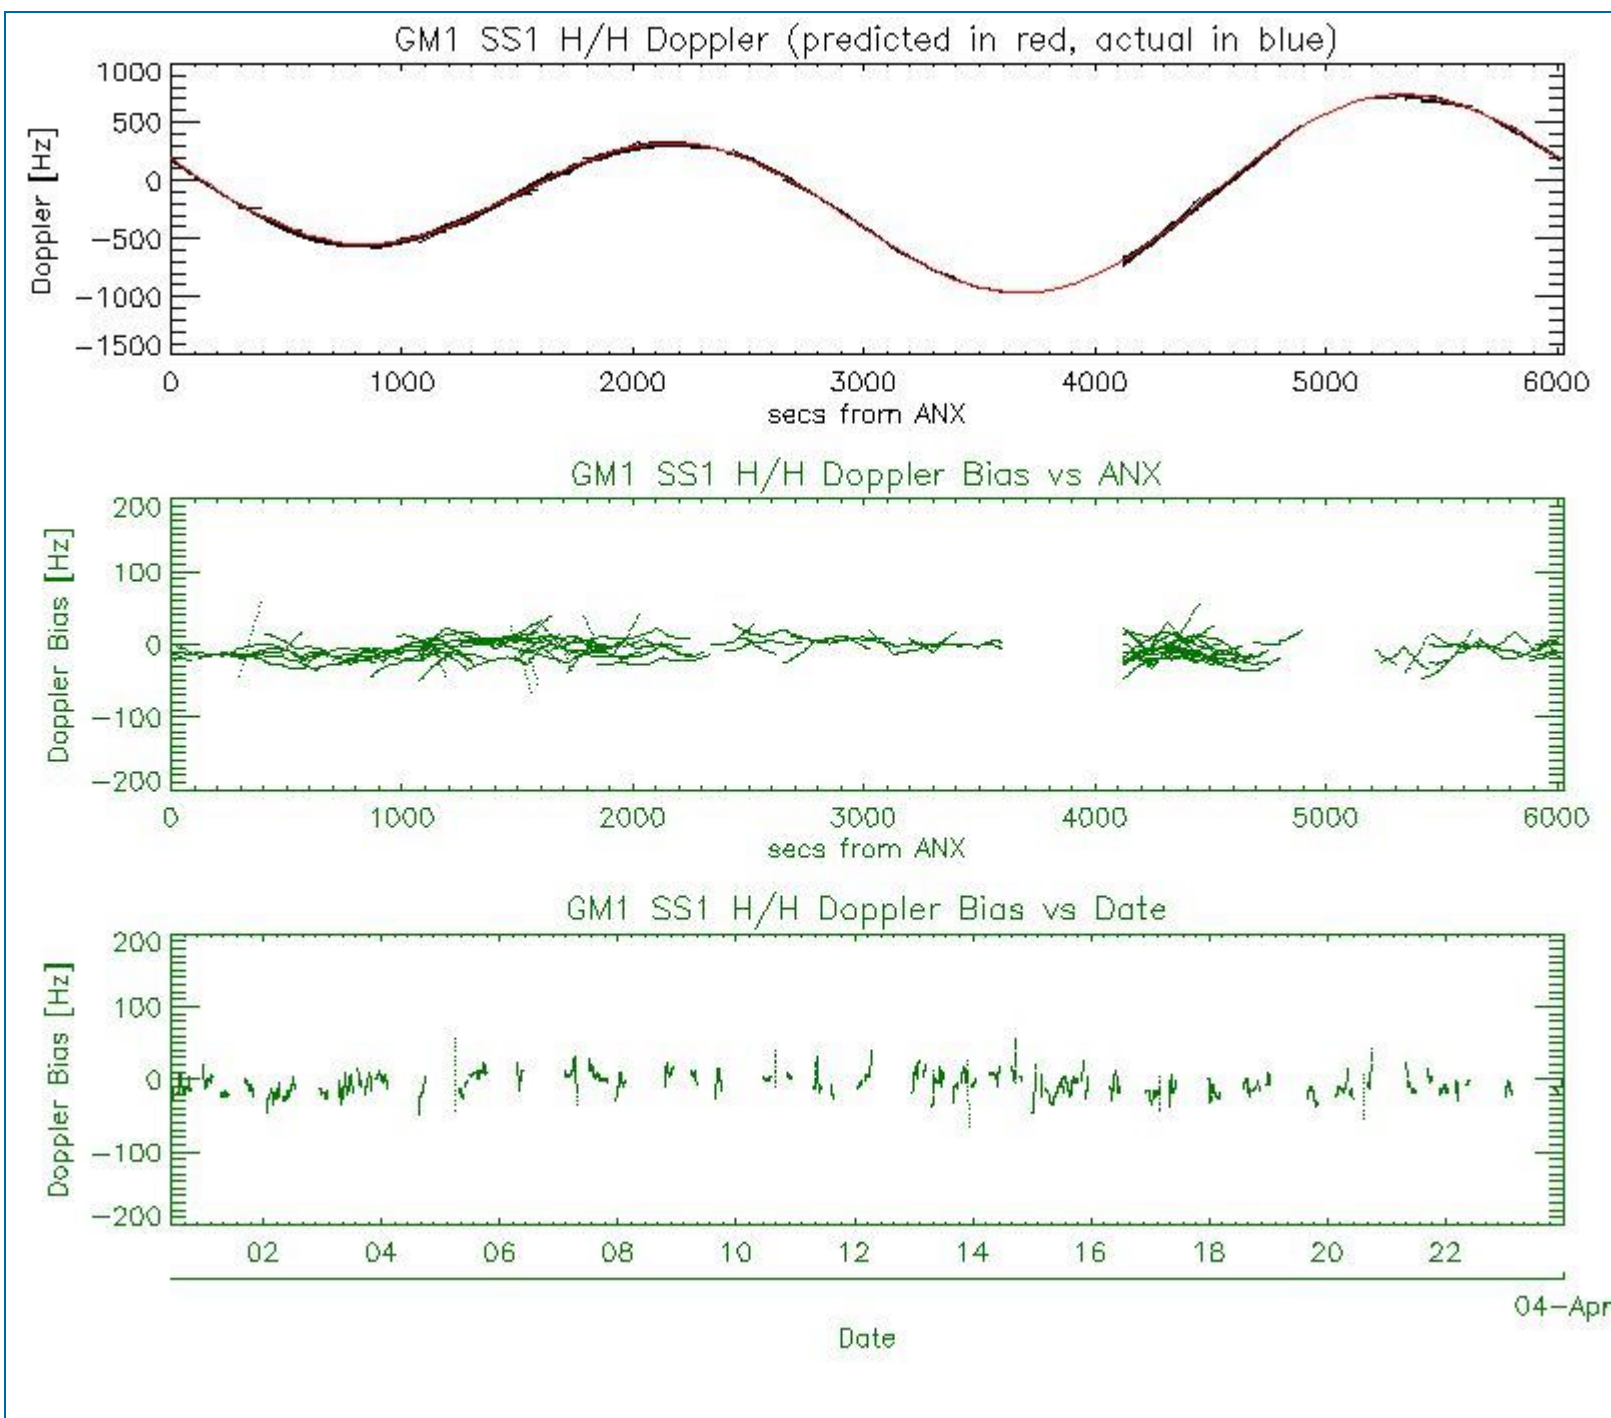 GM1 SS1 H/H Doppler (predicted in red, actual in blue)
1000
500
0
−500
−1000
−1500
Doppler [Hz]
0 1000 2000 3000 4000 5000 6000
secs from ANX
GM1 SS1 H/H Doppler Bias vs ANX
200
100
0
−100
−200
Doppler Bias [Hz]
0 1000 2000 3000 4000 5000 6000
secs from ANX
GM1 SS1 H/H Doppler Bias vs Date
200
100
0
−100
−200
Doppler Bias [Hz]
02 04 06 08 10 12 14 16 18 20 22
04−Apr
Date